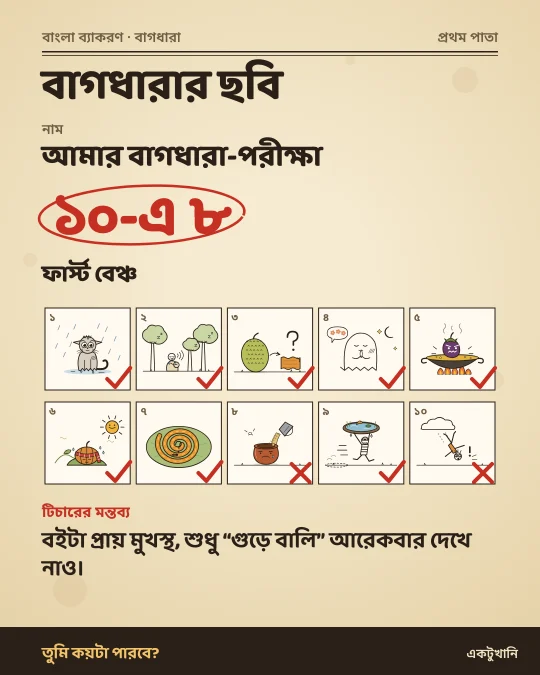 বাংলা ব্যাকরণ · বাগধারা
প্রথম পাতা
বাগধারার ছবি
নাম
আমার বাগধারা-পরীক্ষা
১০-এ ৮
ফার্স্ট বেঞ্চ
১
২
৩
?
৪
৫
৬
৭
৮
৯
১০
!
টিচারের মন্তব্য
বইটা প্রায় মুখস্থ, শুধু “গুড়ে বালি” আরেকবার দেখে
নাও।
তুমি কয়টা পারবে?
একটুখানি